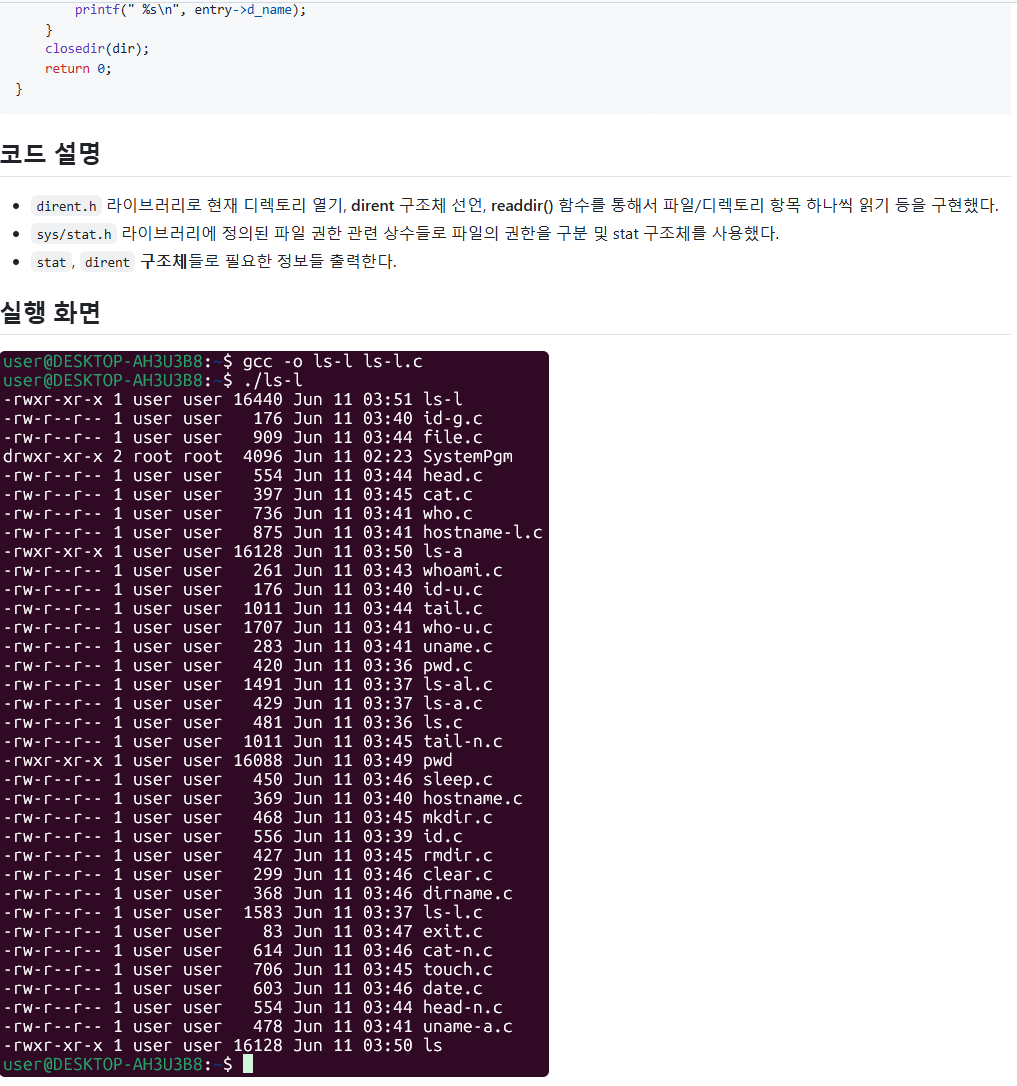 printf(" %s\n", entry->d_name);
}
closedir(dir);
return 0;
}
코드 설명
• dirent.h 라이브러리로 현재 디렉토리 열기, dirent 구조체 선언, readdir() 함수를 통해서 파일/디렉토리 항목 하나씩 읽기 등을 구현했다.
• sys/stat.h 라이브러리에 정의된 파일 권한 관련 상수들로 파일의 권한을 구분 및 stat 구조체를 사용했다.
• stat , dirent 구조체들로 필요한 정보들 출력한다.
실행 화면
user@DESKTOP-AH3U3B8:~$ gcc -o ls-l ls-l.c
user@DESKTOP-AH3U3B8:~$ ./ls-l
-rwxr-xr-x 1 user user 16440 Jun 11 03:51 ls-l
-rw-r--r-- 1 user user   176 Jun 11 03:40 id-g.c
-rw-r--r-- 1 user user   909 Jun 11 03:44 file.c
drwxr-xr-x 2 root root  4096 Jun 11 02:23 SystemPgm
-rw-r--r-- 1 user user   554 Jun 11 03:44 head.c
-rw-r--r-- 1 user user   397 Jun 11 03:45 cat.c
-rw-r--r-- 1 user user   736 Jun 11 03:41 who.c
-rw-r--r-- 1 user user   875 Jun 11 03:41 hostname-l.c
-rwxr-xr-x 1 user user 16128 Jun 11 03:50 ls-a
-rw-r--r-- 1 user user   261 Jun 11 03:43 whoami.c
-rw-r--r-- 1 user user   176 Jun 11 03:40 id-u.c
-rw-r--r-- 1 user user  1011 Jun 11 03:44 tail.c
-rw-r--r-- 1 user user  1707 Jun 11 03:41 who-u.c
-rw-r--r-- 1 user user   283 Jun 11 03:41 uname.c
-rw-r--r-- 1 user user   420 Jun 11 03:36 pwd.c
-rw-r--r-- 1 user user  1491 Jun 11 03:37 ls-al.c
-rw-r--r-- 1 user user   429 Jun 11 03:37 ls-a.c
-rw-r--r-- 1 user user   481 Jun 11 03:36 ls.c
-rw-r--r-- 1 user user  1011 Jun 11 03:45 tail-n.c
-rwxr-xr-x 1 user user 16088 Jun 11 03:49 pwd
-rw-r--r-- 1 user user   450 Jun 11 03:46 sleep.c
-rw-r--r-- 1 user user   369 Jun 11 03:40 hostname.c
-rw-r--r-- 1 user user   468 Jun 11 03:45 mkdir.c
-rw-r--r-- 1 user user   556 Jun 11 03:39 id.c
-rw-r--r-- 1 user user   427 Jun 11 03:45 rmdir.c
-rw-r--r-- 1 user user   299 Jun 11 03:46 clear.c
-rw-r--r-- 1 user user   368 Jun 11 03:46 dirname.c
-rw-r--r-- 1 user user  1583 Jun 11 03:37 ls-l.c
-rw-r--r-- 1 user user    83 Jun 11 03:47 exit.c
-rw-r--r-- 1 user user   614 Jun 11 03:46 cat-n.c
-rw-r--r-- 1 user user   706 Jun 11 03:45 touch.c
-rw-r--r-- 1 user user   603 Jun 11 03:46 date.c
-rw-r--r-- 1 user user   554 Jun 11 03:44 head-n.c
-rw-r--r-- 1 user user   478 Jun 11 03:41 uname-a.c
-rwxr-xr-x 1 user user 16128 Jun 11 03:50 ls
user@DESKTOP-AH3U3B8:~$